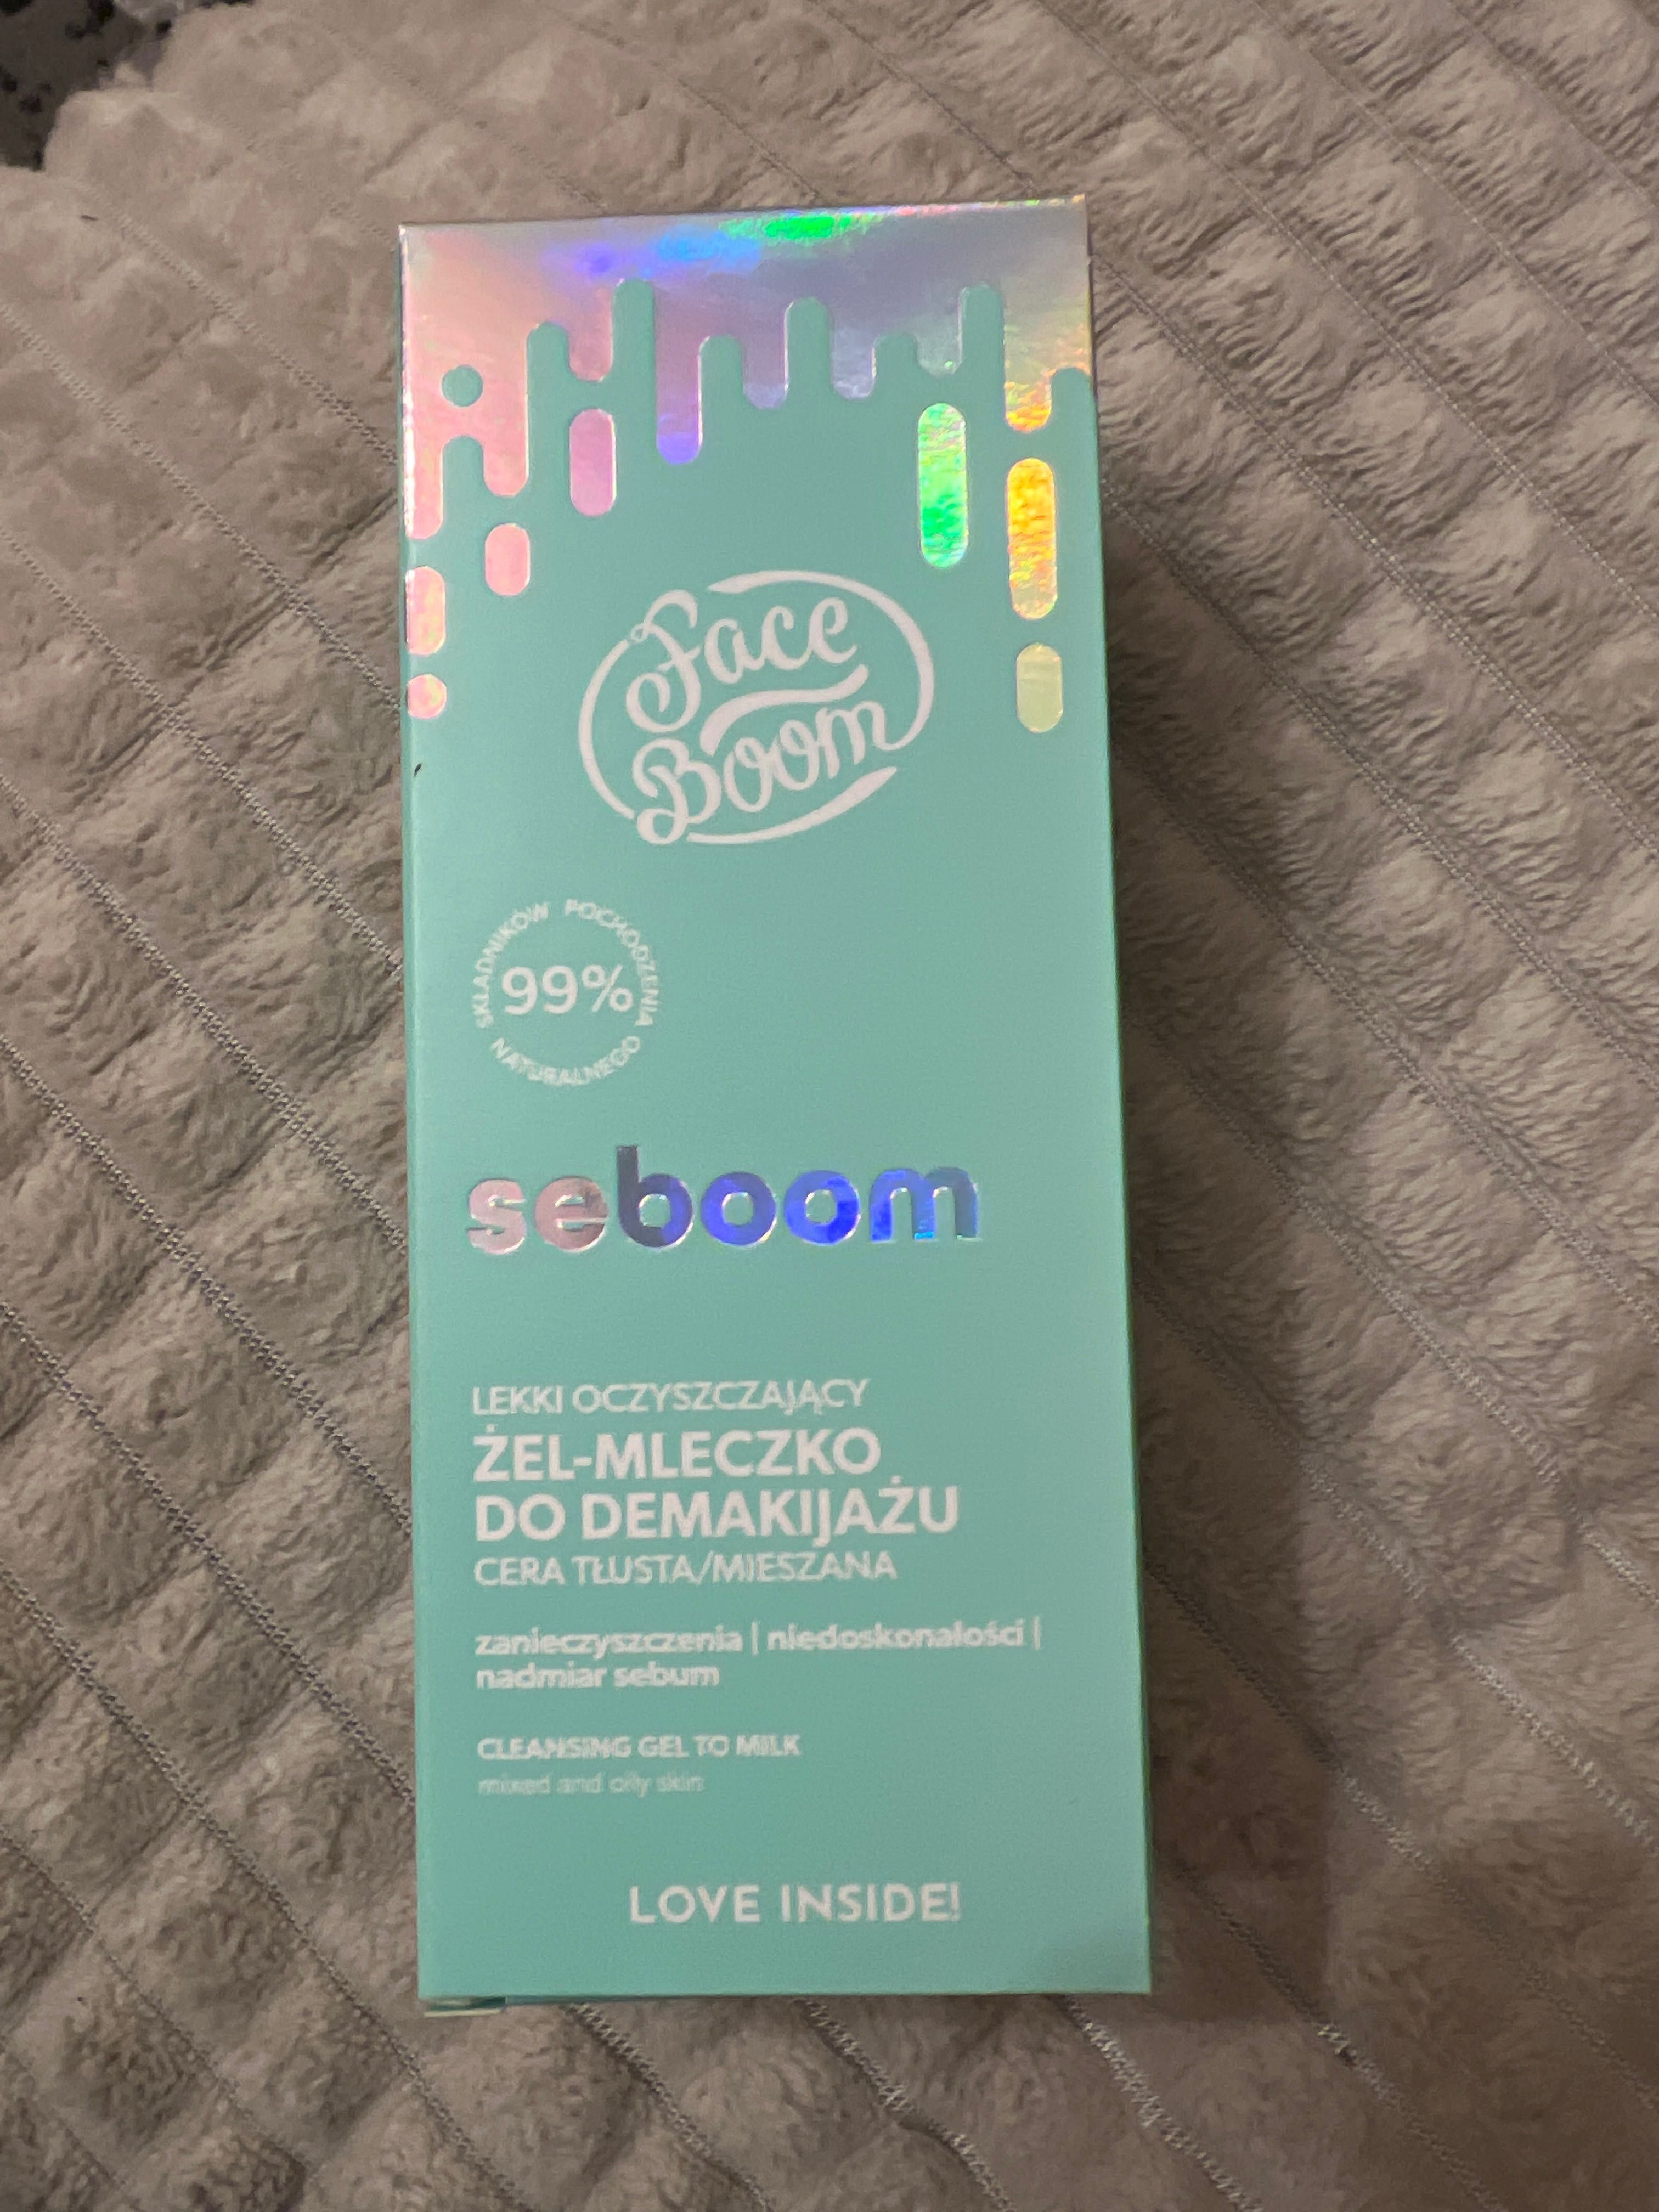 Face
Boom
SKŁADNIKÓW POCHODZENIA NATURALNEGO
99%
seboom
LEKKI OCZYSZCZAJĄCY
ŻEL-MLECZKO
DO DEMAKIJAŻU
CERA TŁUSTA/MIESZANA
zanieczyszczenia | niedoskonałości |
nadmiar sebum
CLEANSING GEL TO MILK
mixed and oily skin
LOVE INSIDE!